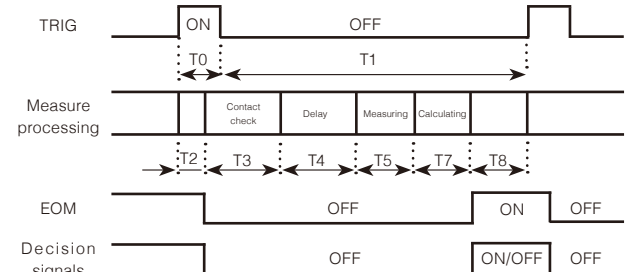 TRIG
ON
OFF
T0
T1
Measure
processing
Contact
check
Delay
Measuring
Calculating
T2
T3
T4
T5
T7
T8
EOM
OFF
ON
OFF
Decision
signals
OFF
ON/OFF
OFF